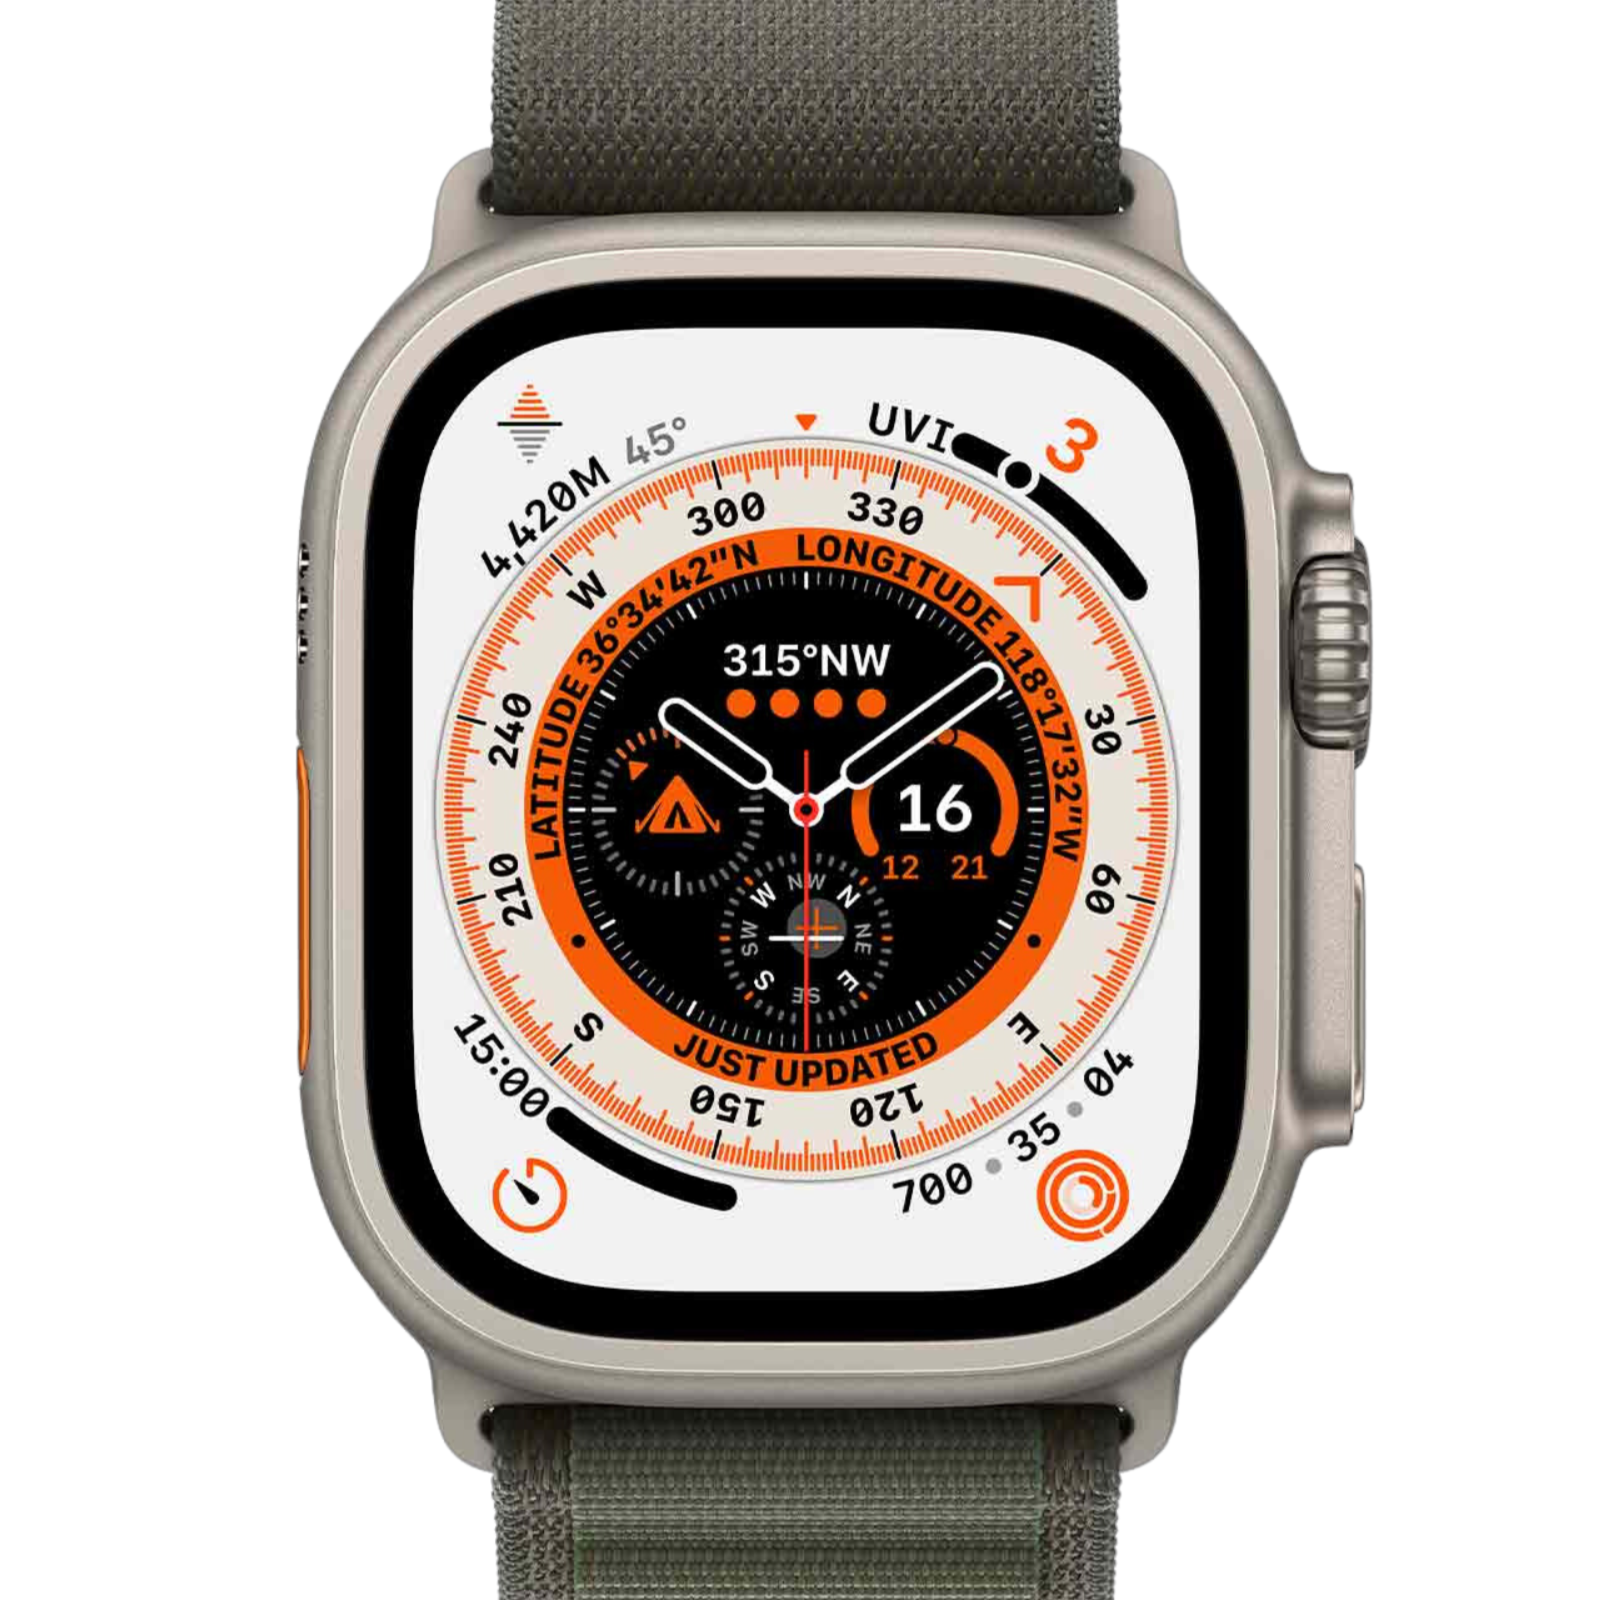 4,420M 45°
UVI 3
300
330
W
30
60
E
120
150
S
210
240
LATITUDE 36°34'42"N LONGITUDE 118°17'32"W
JUST UPDATED
315°NW
16
12 21
NW
N
NE
E
SE
S
SW
W
15:00
700 • 35 • 04